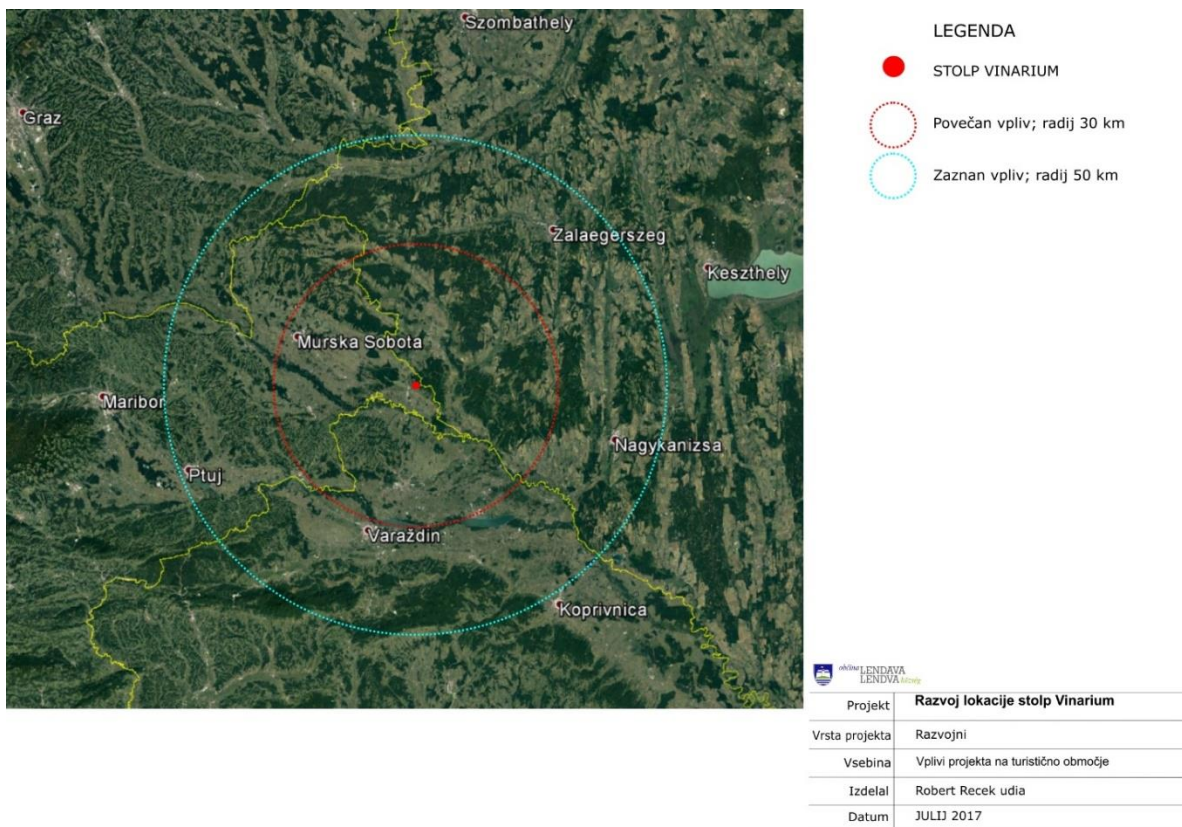 Szombathely
Graz
Zalaegerszeg
Keszthely
Murska Sobota
Maribor
Nagykanizsa
Ptuj
Varaždin
Koprivnica
LEGENDA
STOLP VINARIUM
Povečan vpliv; radij 30 km
Zaznan vpliv; radij 50 km
občina LENDAVA
LENDVA község
Projekt Razvoj lokacije stolp Vinarium
Vrsta projekta Razvojni
Vsebina Vplivi projekta na turistično območje
Izdelal Robert Recek udia
Datum JULIJ 2017